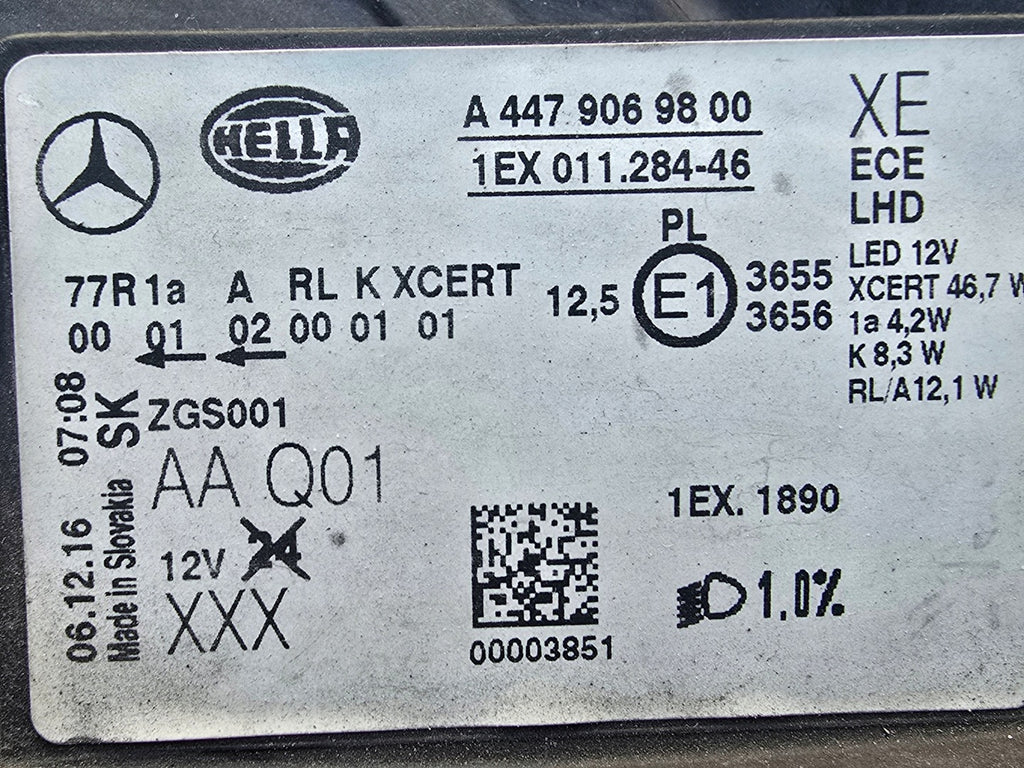 HELLA
A 447 906 98 00
1EX 011.284-46
XE
ECE
LHD
PL
77R 1a A RL K XCERT
00 01 02 00 01 01
12,5 E1 3655
3656
LED 12V
XCERT 46,7 W
1a 4,2W
K 8,3 W
RL/A12,1 W
06.12.16 07:08
Made in Slovakia SK
ZGS001
AA Q01
12V 24
XXX
00003851
1EX. 1890
1,0%